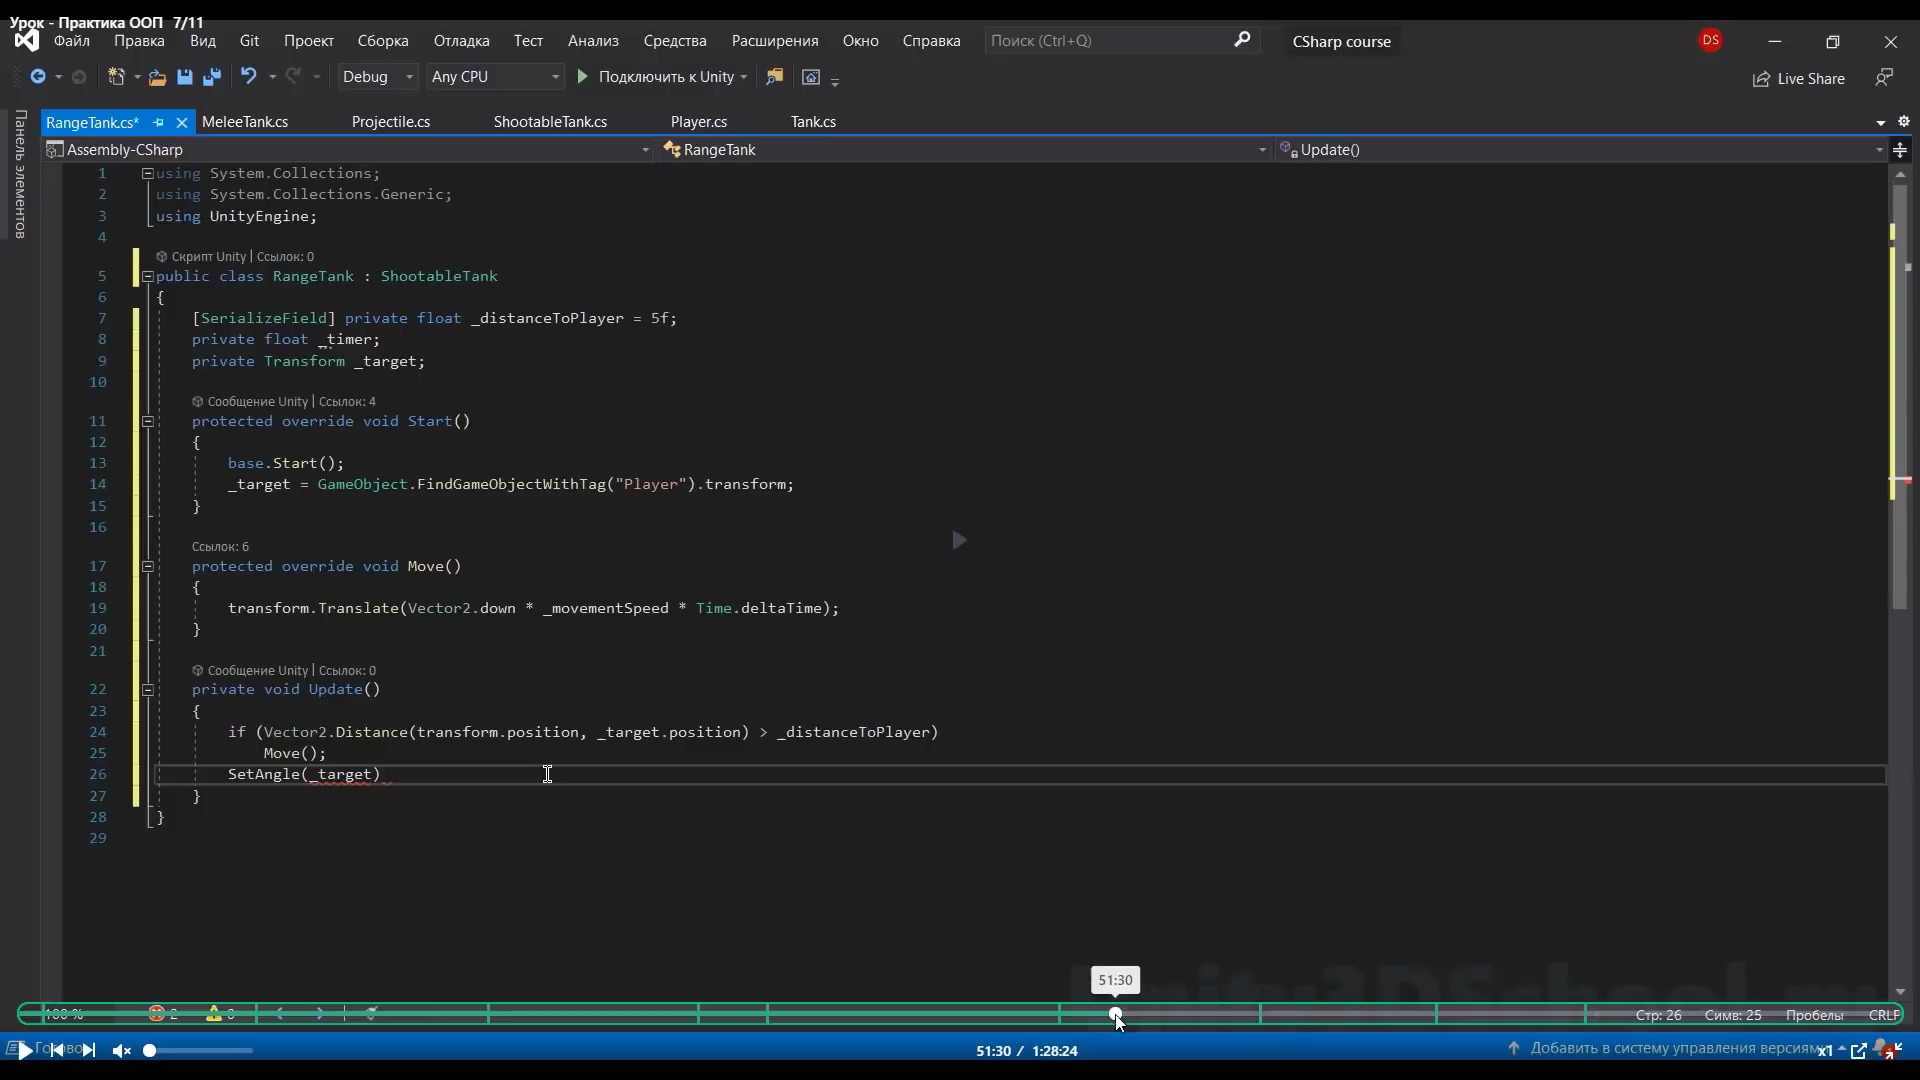 Урок - Практика ООП 7/11
Файл Правка Вид Git Проект Сборка Отладка Тест Анализ Средства Расширения Окно Справка Поиск (Ctrl+Q) CSharp course DS
Debug Any CPU Подключить к Unity Live Share
Панель элементов
RangeTank.cs* MeleeTank.cs Projectile.cs ShootableTank.cs Player.cs Tank.cs
Assembly-CSharp RangeTank Update()
1 using System.Collections;
2 using System.Collections.Generic;
3 using UnityEngine;
4
Скрипт Unity | Ссылок: 0
5 public class RangeTank : ShootableTank
6 {
7 [SerializeField] private float _distanceToPlayer = 5f;
8 private float _timer;
9 private Transform _target;
10
Сообщение Unity | Ссылок: 4
11 protected override void Start()
12 {
13 base.Start();
14 _target = GameObject.FindGameObjectWithTag("Player").transform;
15 }
16
Ссылок: 6
17 protected override void Move()
18 {
19 transform.Translate(Vector2.down * _movementSpeed * Time.deltaTime);
20 }
21
Сообщение Unity | Ссылок: 0
22 private void Update()
23 {
24 if (Vector2.Distance(transform.position, _target.position) > _distanceToPlayer)
25 Move();
26 SetAngle(_target)
27 }
28 }
29
51:30
100 % 2 Стр: 26 Симв: 25 Пробелы CRLF
Готово 51:30 / 1:28:24 Добавить в систему управления версиями x1